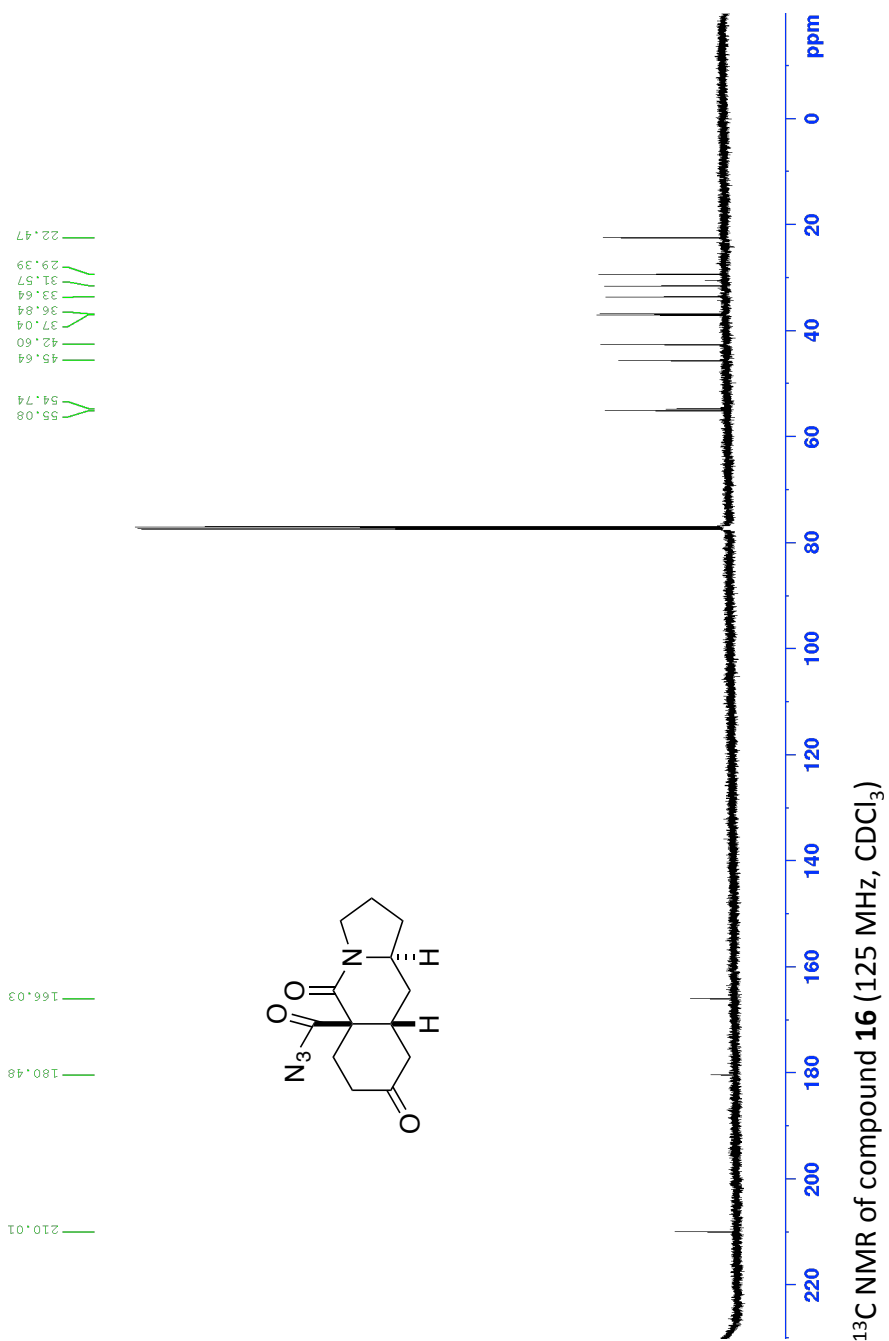 210.01
180.48
166.03
55.08
54.74
45.64
42.60
37.04
36.84
33.64
31.57
29.39
22.47
N₃
O
O
O
N
H
H
220
200
180
160
140
120
100
80
60
40
20
0
ppm
¹³C NMR of compound 16 (125 MHz, CDCl₃)